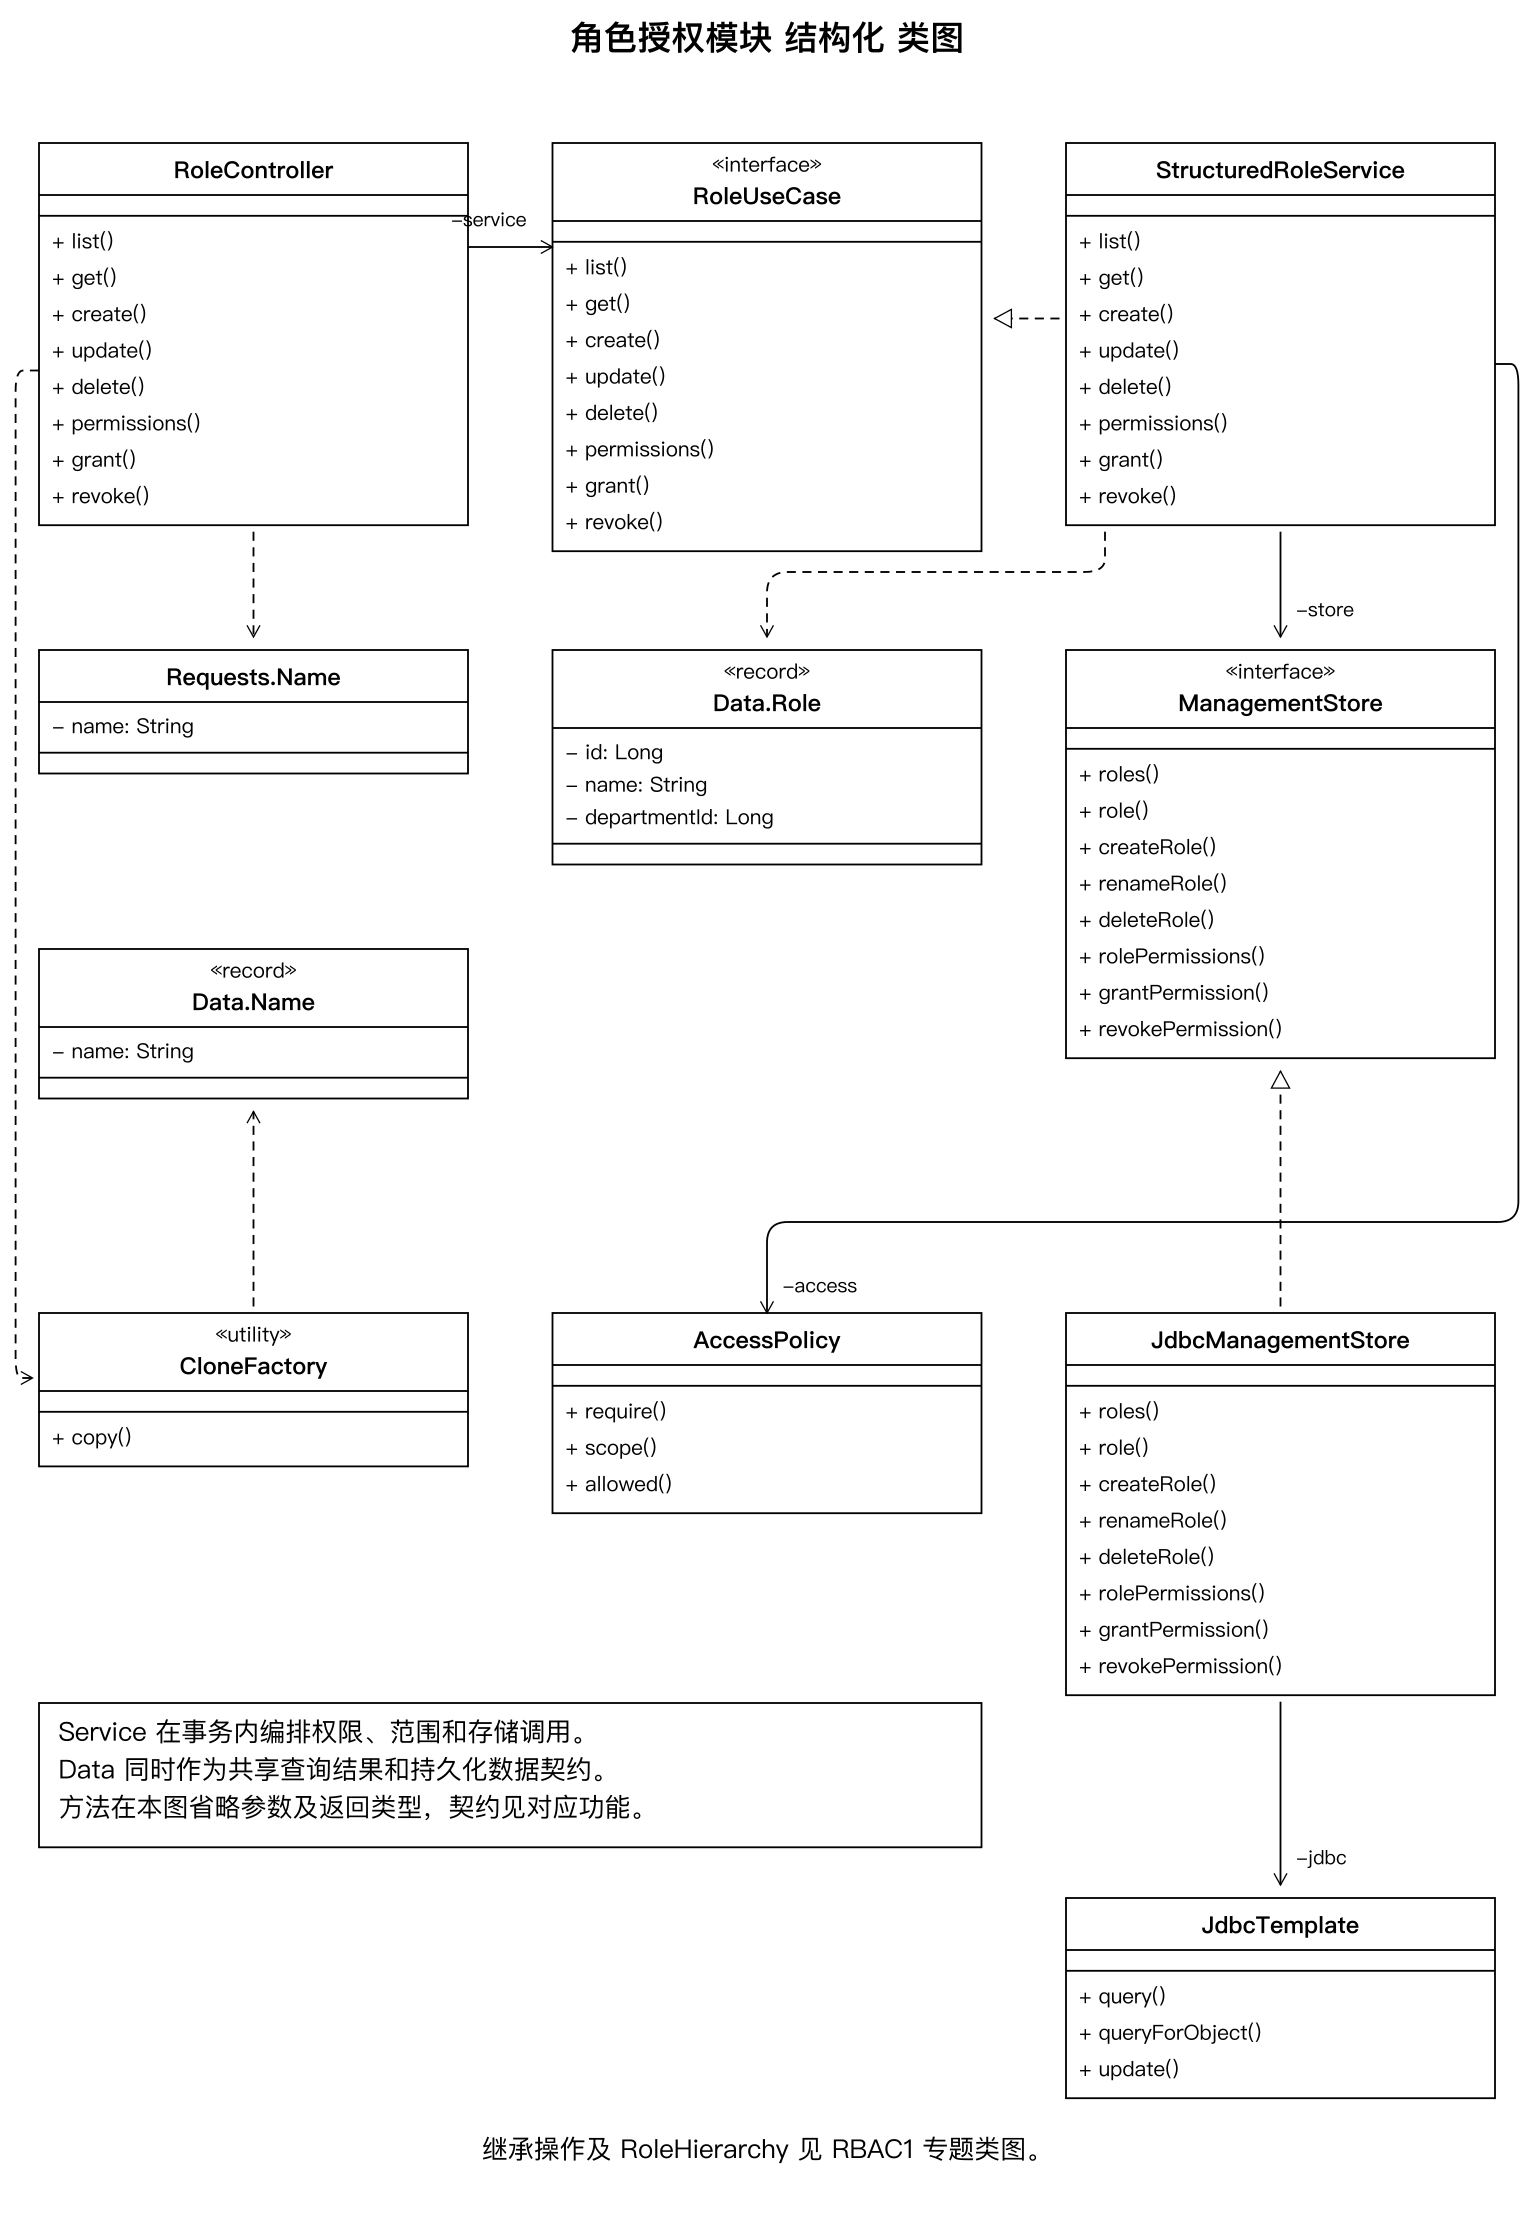 角色授权模块 结构化 类图
RoleController
+ list()
+ get()
+ create()
+ update()
+ delete()
+ permissions()
+ grant()
+ revoke()
–service
«interface»
RoleUseCase
+ list()
+ get()
+ create()
+ update()
+ delete()
+ permissions()
+ grant()
+ revoke()
StructuredRoleService
+ list()
+ get()
+ create()
+ update()
+ delete()
+ permissions()
+ grant()
+ revoke()
–store
Requests.Name
– name: String
«record»
Data.Role
– id: Long
– name: String
– departmentId: Long
«interface»
ManagementStore
+ roles()
+ role()
+ createRole()
+ renameRole()
+ deleteRole()
+ rolePermissions()
+ grantPermission()
+ revokePermission()
«record»
Data.Name
– name: String
–access
«utility»
CloneFactory
+ copy()
AccessPolicy
+ require()
+ scope()
+ allowed()
JdbcManagementStore
+ roles()
+ role()
+ createRole()
+ renameRole()
+ deleteRole()
+ rolePermissions()
+ grantPermission()
+ revokePermission()
Service 在事务内编排权限、范围和存储调用。
Data 同时作为共享查询结果和持久化数据契约。
方法在本图省略参数及返回类型，契约见对应功能。
–jdbc
JdbcTemplate
+ query()
+ queryForObject()
+ update()
继承操作及 RoleHierarchy 见 RBAC1 专题类图。